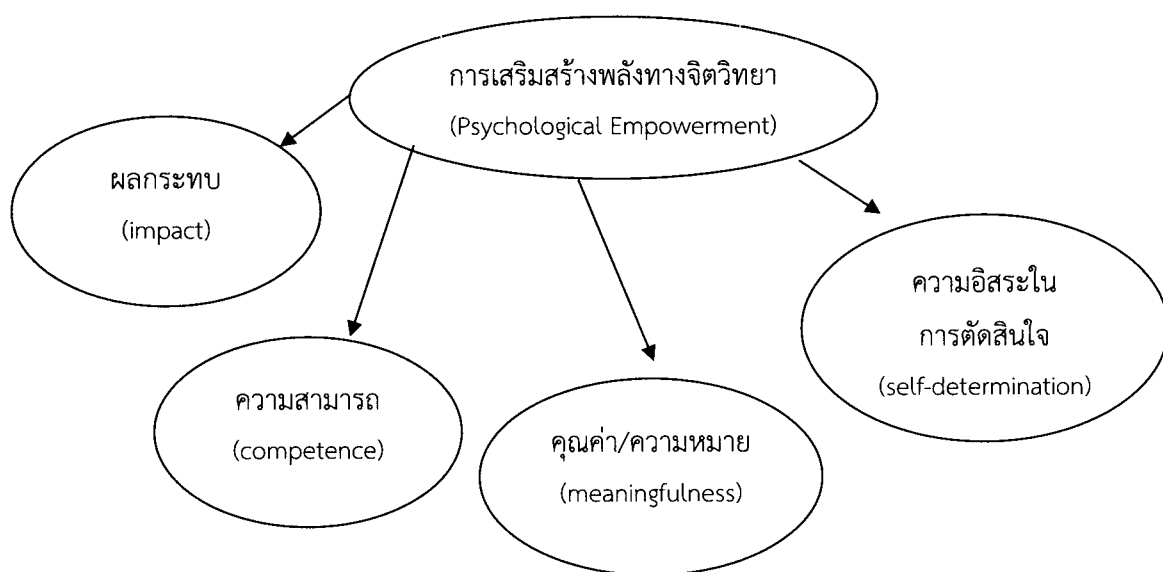 การเสริมสร้างพลังทางจิตวิทยา
(Psychological Empowerment)
ผลกระทบ
(impact)
ความสามารถ
(competence)
คุณค่า/ความหมาย
(meaningfulness)
ความอิสระใน
การตัดสินใจ
(self-determination)